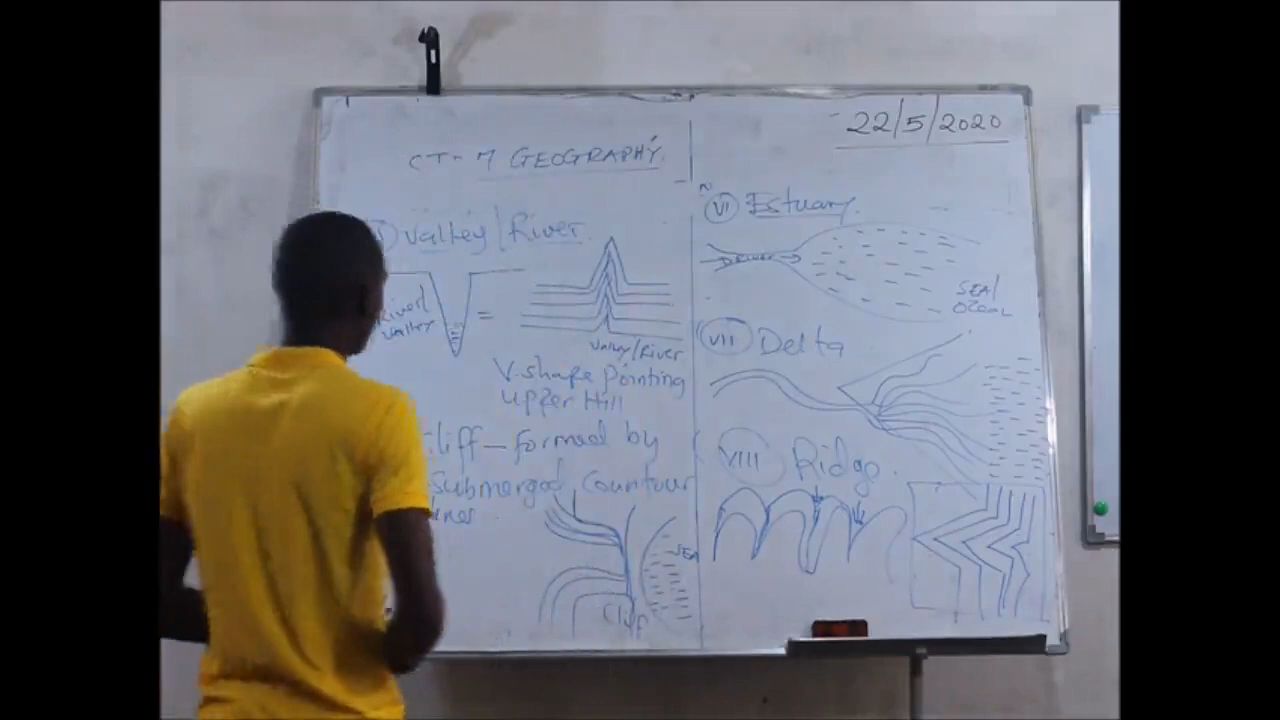 CT-7 GEOGRAPHY.
Valley/River
River/
Valley
=
Valley/River
V.shape pointing
upper Hill
Cliff - formed by
Submerged Countour
lines
SEA
Cliff
22/5/2020
VI Estuary.
RIVER
SEA/
Ocean
VII Delta
VIII Ridge.